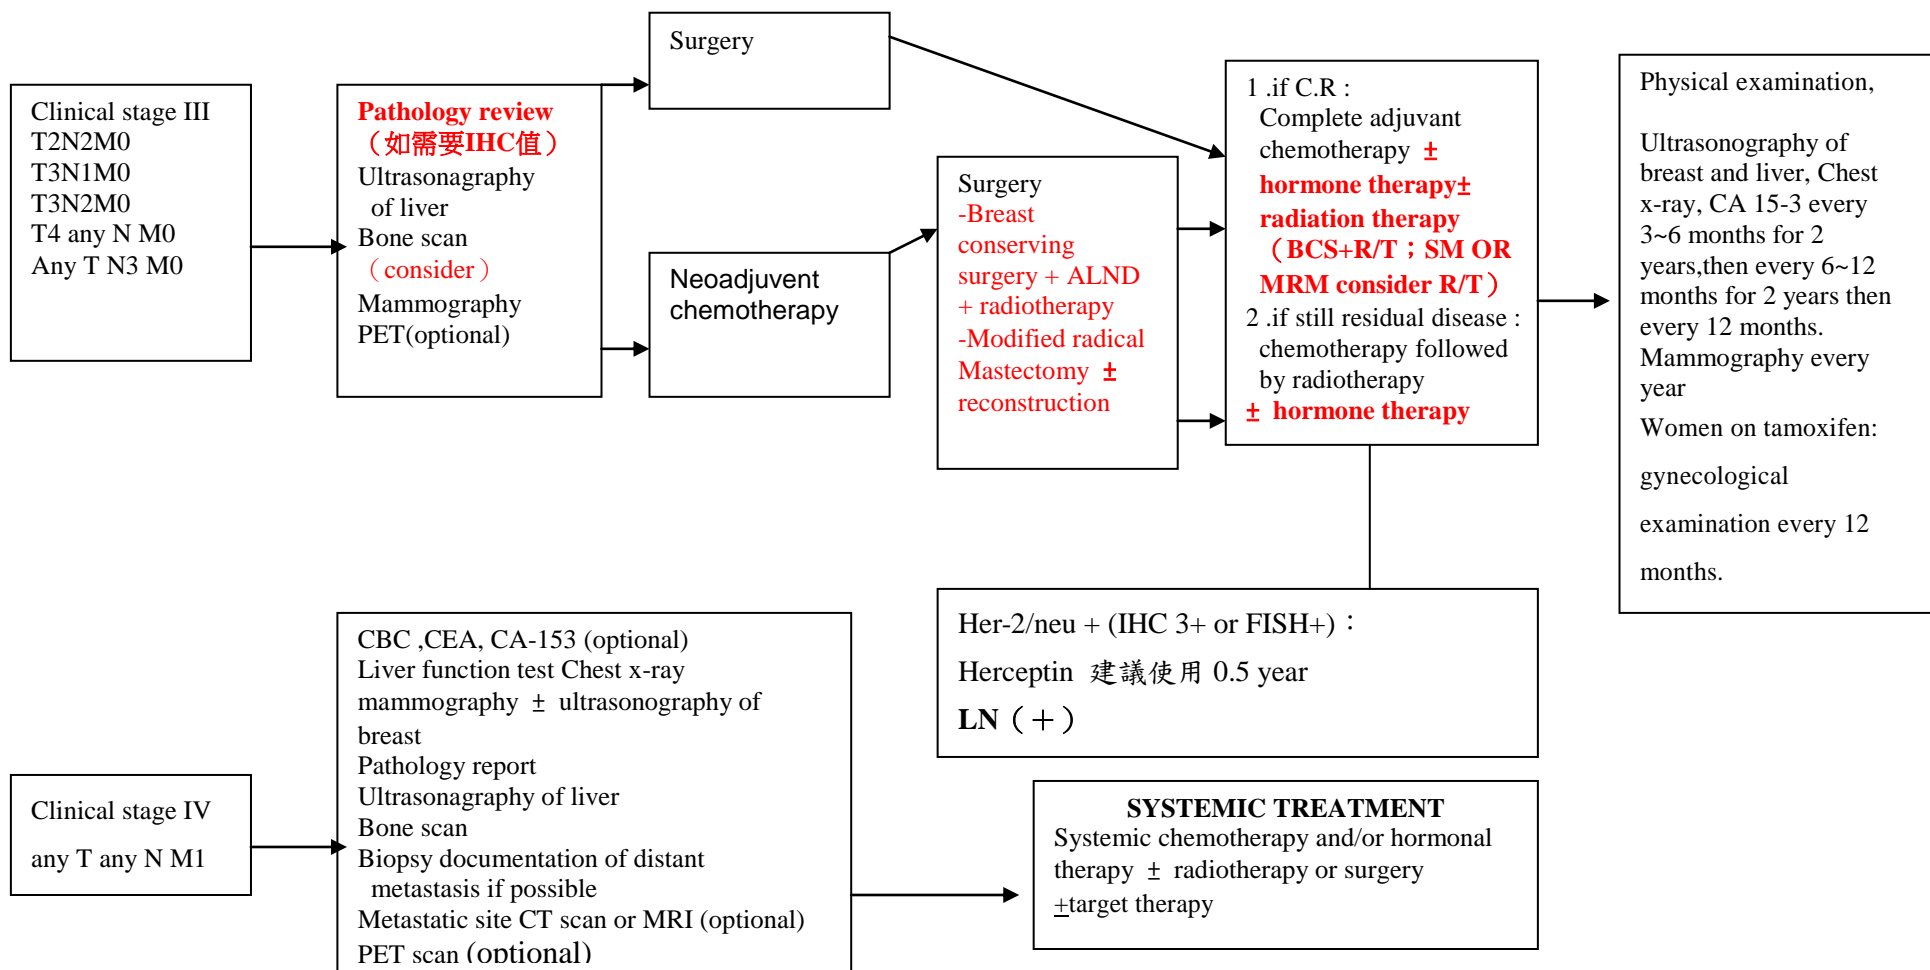 Clinical stage III
T2N2M0
T3N1M0
T3N2M0
T4 any N M0
Any T N3 M0
Pathology review
（如需要IHC值）
Ultrasonagraphy
of liver
Bone scan
（consider）
Mammography
PET(optional)
Surgery
Neoadjuvent
chemotherapy
Surgery
-Breast
conserving
surgery + ALND
+ radiotherapy
-Modified radical
Mastectomy ±
reconstruction
1 .if C.R :
Complete adjuvant
chemotherapy ±
hormone therapy±
radiation therapy
（BCS+R/T；SM OR
MRM consider R/T）
2 .if still residual disease :
chemotherapy followed
by radiotherapy
± hormone therapy
Physical examination,
Ultrasonography of
breast and liver, Chest
x-ray, CA 15-3 every
3~6 months for 2
years,then every 6~12
months for 2 years then
every 12 months.
Mammography every
year
Women on tamoxifen:
gynecological
examination every 12
months.
Her-2/neu + (IHC 3+ or FISH+)：
Herceptin 建議使用 0.5 year
LN（＋）
Clinical stage IV
any T any N M1
CBC ,CEA, CA-153 (optional)
Liver function test Chest x-ray
mammography ± ultrasonography of
breast
Pathology report
Ultrasonagraphy of liver
Bone scan
Biopsy documentation of distant
metastasis if possible
Metastatic site CT scan or MRI (optional)
PET scan (optional)
SYSTEMIC TREATMENT
Systemic chemotherapy and/or hormonal
therapy ± radiotherapy or surgery
±target therapy